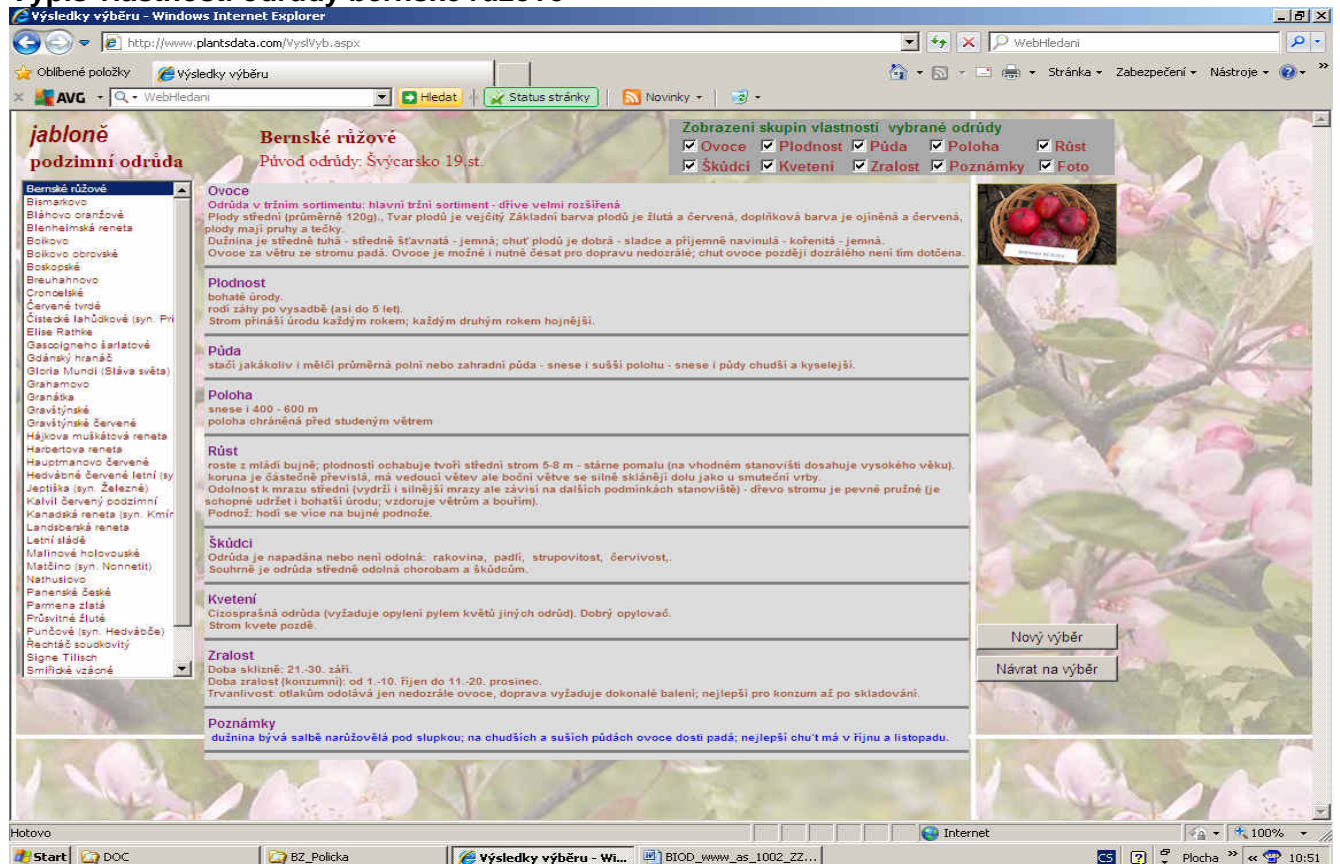 Výpis vlastností odrůdy bernské růžové
Výsledky výběru - Windows Internet Explorer
http://www.plantsdata.com/VyslVyb.aspx
WebHledani
Oblíbené položky
Výsledky výběru
Stránka
Zabezpečení
Nástroje
AVG
WebHledani
Hledat
Status stránky
Novinky
jabloně
podzimní odrůda
Bernské růžové
Původ odrůdy: Švýcarsko 19.st.
Zobrazení skupin vlastností vybrané odrůdy
Ovoce Plodnost Půda Poloha Růst
Škůdci Kvetení Zralost Poznámky Foto
Bernské růžové
Bismarkovo
Bláhovo oranžové
Blenheimská reneta
Boikovo
Boikovo obrovské
Boskopské
Breuhahnovo
Croncelské
Červené tvrdé
Čistecké lahůdkové (syn. Pri
Elise Rathke
Gascoigneho šarlatové
Gdánský hranáč
Gloria Mundi (Sláva světa)
Grahamovo
Granátka
Gravštýnské
Gravštýnské červené
Hájkova muškátová reneta
Harbertova reneta
Hauptmanovo červené
Hedvábné červené letní (sy
Jeptiška (syn. Železné)
Kalvil červený podzimní
Kanadská reneta (syn. Kmín
Landsberská reneta
Letní sládě
Malinové holovouské
Matčino (syn. Nonnetit)
Nathusiovo
Panenské české
Parmena zlatá
Průsvitné žluté
Punčové (syn. Hedvábče)
Řechtáč soudkovitý
Signe Tilisch
Smiřické vzácné
Ovoce
Odrůda v tržním sortimentu: hlavní tržní sortiment - dříve velmi rozšířená
Plody střední (průměrně 120g)., Tvar plodů je vejčitý Základní barva plodů je žlutá a červená, doplňková barva je ojíněná a červená,
plody mají pruhy a tečky.
Dužnina je středně tuhá - středně šťavnatá - jemná; chuť plodů je dobrá - sladce a příjemně navinulá - kořenitá - jemná.
Ovoce za větru ze stromu padá. Ovoce je možné i nutné česat pro dopravu nedozrálé; chut ovoce později dozrálého není tím dotčena.
Plodnost
bohaté úrody.
rodí záhy po vysadbě (asi do 5 let).
Strom přináší úrodu každým rokem; každým druhým rokem hojnější.
Půda
stačí jakákoliv i mělčí průměrná polní nebo zahradní půda - snese i sušší polohu - snese i půdy chudší a kyselejší.
Poloha
snese i 400 - 600 m
poloha chráněná před studeným větrem
Růst
roste z mládí bujně; plodností ochabuje tvoří střední strom 5-8 m - stárne pomalu (na vhodném stanovišti dosahuje vysokého věku).
koruna je částečně převislá, má vedoucí větev ale boční větve se silně sklánějí dolu jako u smuteční vrby.
Odolnost k mrazu střední (vydrží i silnější mrazy ale závisí na dalších podmínkách stanoviště) - dřevo stromu je pevné pružné (je
schopné udržet i bohatší úrodu; vzdoruje větrům a bouřím).
Podnož: hodí se více na bujné podnože.
Škůdci
Odrůda je napadána nebo není odolná: rakovina, padlí, strupovitost, červivost,.
Souhrně je odrůda středně odolná chorobam a škůdcům.
Kvetení
Cizosprašná odrůda (vyžaduje opylení pylem květů jiných odrůd). Dobrý opylovač.
Strom kvete pozdě.
Zralost
Doba sklizně: 21.-30. září.
Doba zralost (konzumní): od 1.-10. říjen do 11.-20. prosinec.
Trvanlivost: otlakům odolává jen nedozrále ovoce, doprava vyžaduje dokonalé balení; nejlepší pro konzum až po skladování.
Poznámky
dužnina bývá salbě narůžovělá pod slupkou; na chudších a suších půdách ovoce dosti padá; nejlepší chu't má v říjnu a listopadu.
Nový výběr
Návrat na výběr
Hotovo
Internet
100%
Start
DOC
BZ_Policka
Výsledky výběru - Wi...
BIOD_www_as_1002_ZZ...
CS
Plocha
10:51